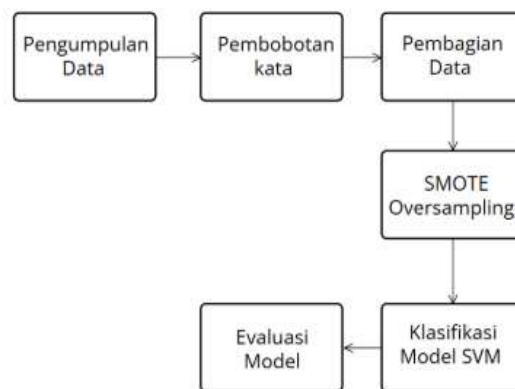 Pengumpulan
Data
Pembobotan
kata
Pembagian
Data
SMOTE
Oversampling
Klasifikasi
Model SVM
Evaluasi
Model